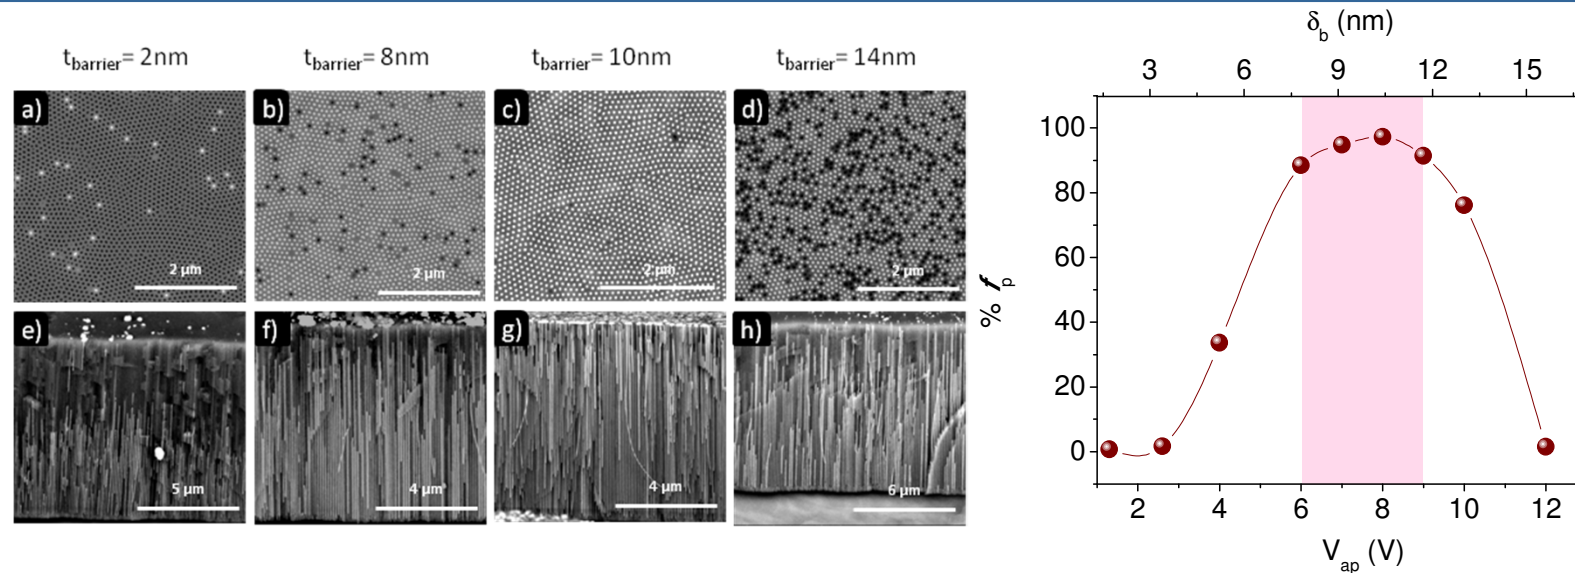 t_barrier= 2nm
t_barrier= 8nm
t_barrier= 10nm
t_barrier= 14nm
a)
b)
c)
d)
2 µm
2 µm
2 µm
2 µm
e)
f)
g)
h)
5 µm
4 µm
4 µm
6 µm
δ_b (nm)
3 6 9 12 15
100
80
60
40
20
0
% f_p
2 4 6 8 10 12
V_ap (V)